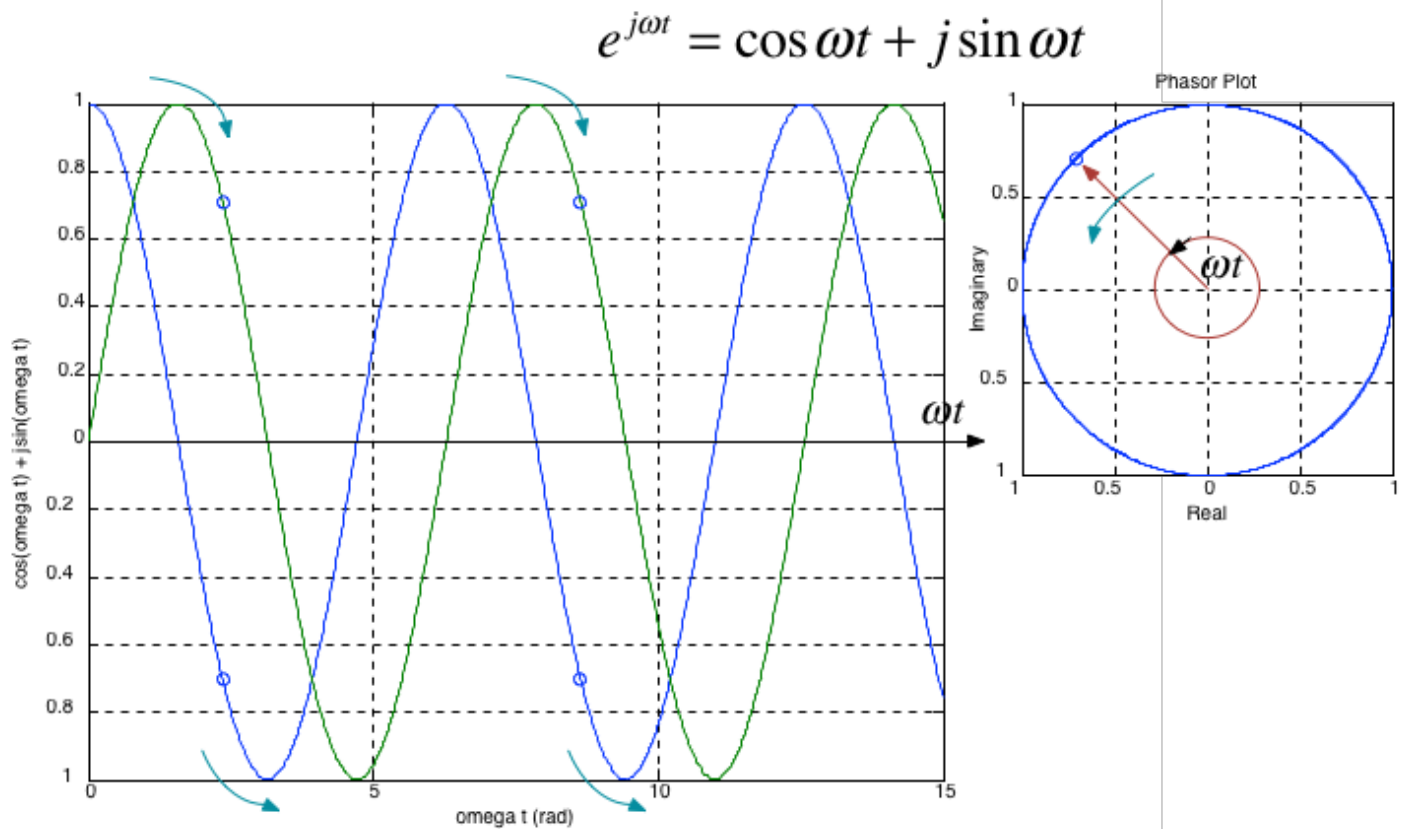 e^{jωt} = cos ωt + j sin ωt
Phasor Plot
1
0.8
0.6
0.4
0.2
0
0.2
0.4
0.6
0.8
1
cos(omega t) + jsin(omega t)
0 5 10 15
omega t (rad)
ωt
1
0.5
0
0.5
1
Imaginary
ωt
1 0.5 0 0.5 1
Real